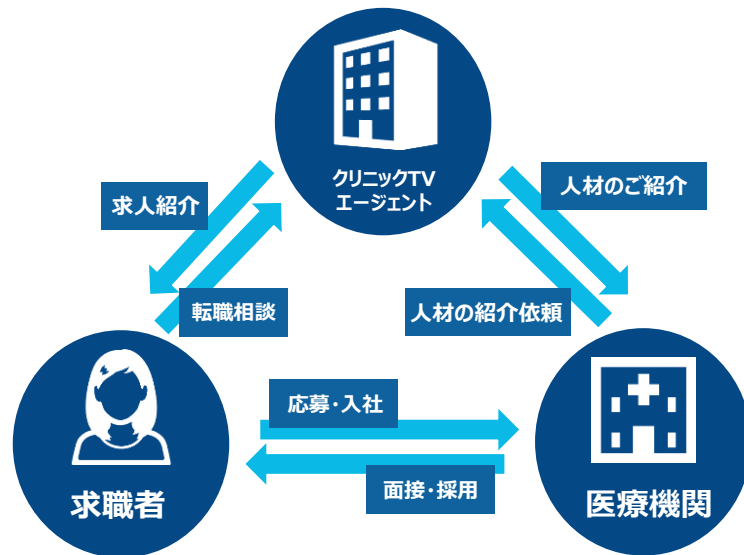 クリニックTV
エージェント
求人紹介
人材のご紹介
転職相談
人材の紹介依頼
応募・入社
面接・採用
求職者
医療機関